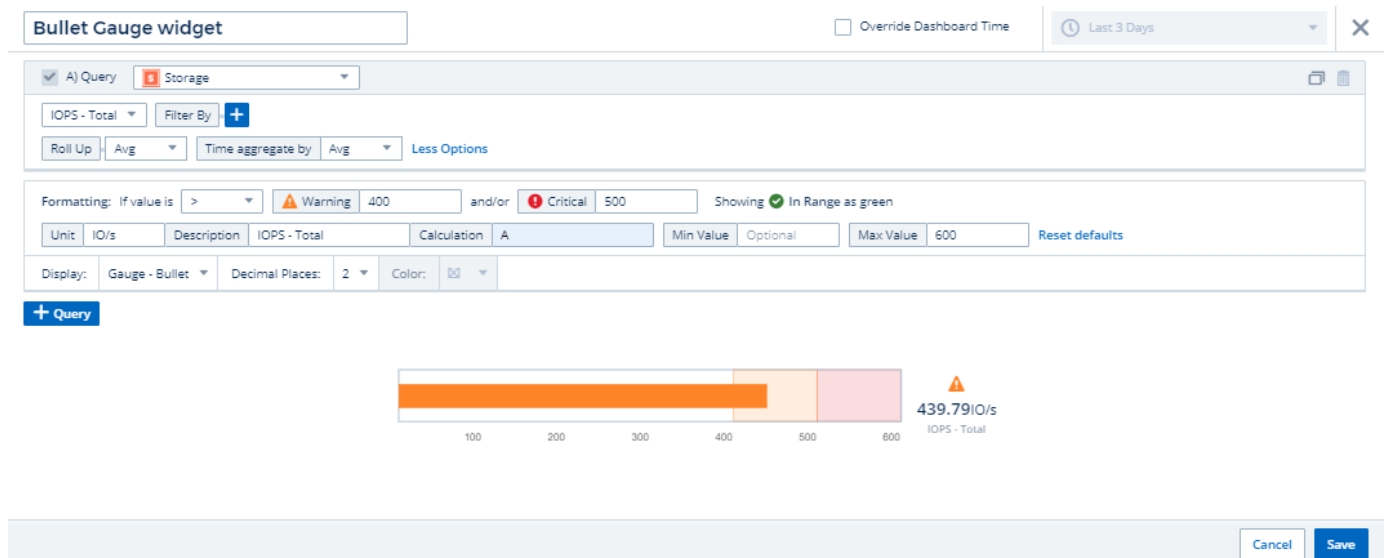 Bullet Gauge widget Override Dashboard Time Last 3 Days
A) Query Storage
IOPS - Total Filter By
Roll Up Avg Time aggregate by Avg Less Options
Formatting: If value is > Warning 400 and/or Critical 500 Showing In Range as green
Unit IO/s Description IOPS - Total Calculation A Min Value Optional Max Value 600 Reset defaults
Display: Gauge - Bullet Decimal Places: 2 Color:
+ Query
439.79IO/s
IOPS - Total
100 200 300 400 500 600
Cancel Save